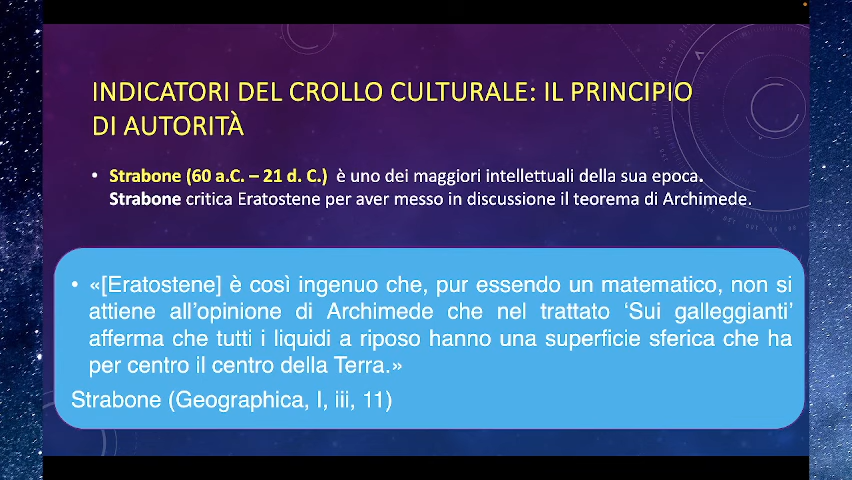 INDICATORI DEL CROLLO CULTURALE: IL PRINCIPIO
DI AUTORITÀ
• Strabone (60 a.C. – 21 d. C.) è uno dei maggiori intellettuali della sua epoca.
Strabone critica Eratostene per aver messo in discussione il teorema di Archimede.
• «[Eratostene] è così ingenuo che, pur essendo un matematico, non si
attiene all'opinione di Archimede che nel trattato 'Sui galleggianti'
afferma che tutti i liquidi a riposo hanno una superficie sferica che ha
per centro il centro della Terra.»
Strabone (Geographica, I, iii, 11)